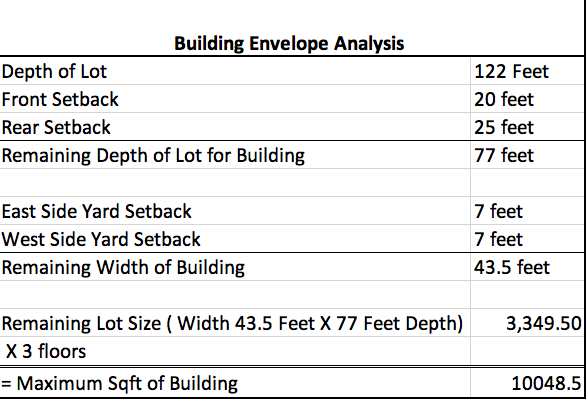 Building Envelope Analysis
Depth of Lot 122 Feet
Front Setback 20 feet
Rear Setback 25 feet
Remaining Depth of Lot for Building 77 feet
East Side Yard Setback 7 feet
West Side Yard Setback 7 feet
Remaining Width of Building 43.5 feet
Remaining Lot Size ( Width 43.5 Feet X 77 Feet Depth) 3,349.50
X 3 floors
= Maximum Sqft of Building 10048.5